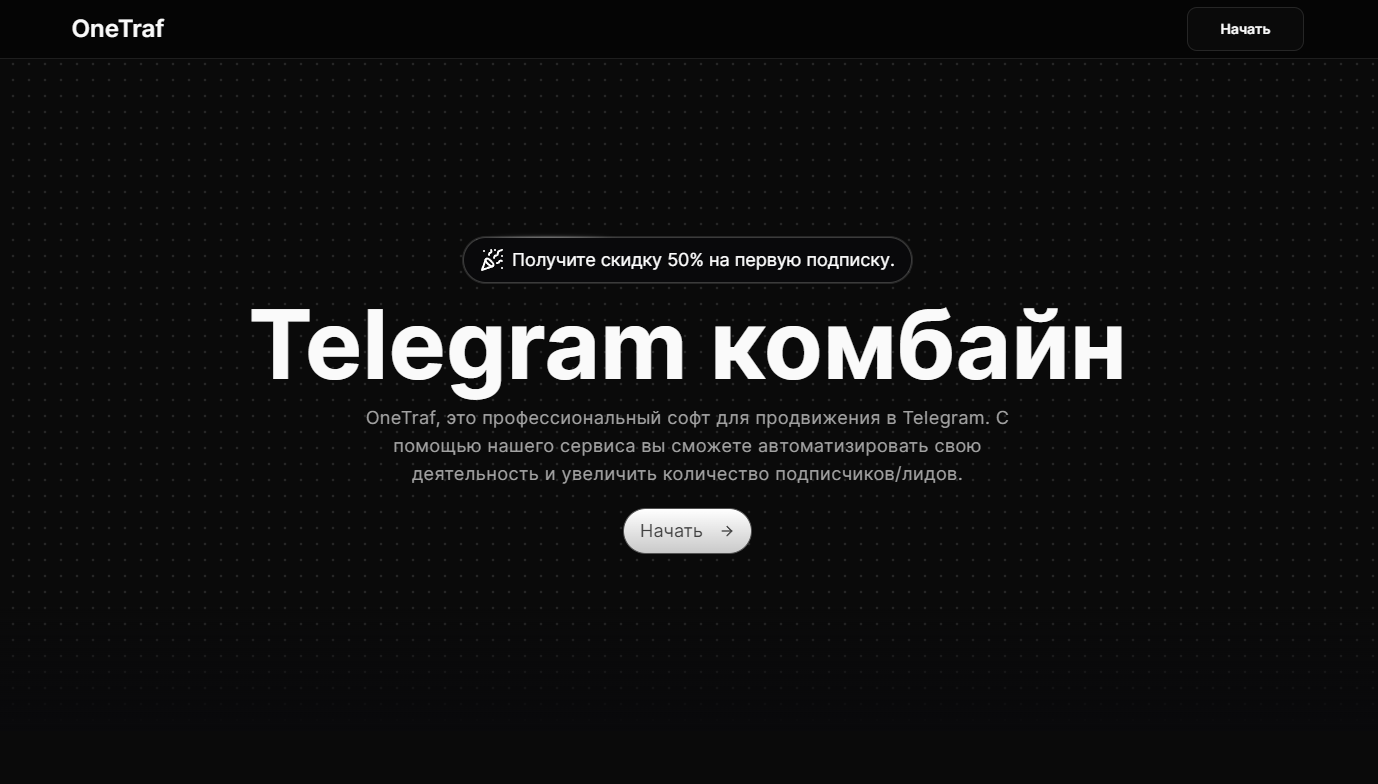 OneTraf
Начать
Получите скидку 50% на первую подписку.
Telegram комбайн
OneTraf, это профессиональный софт для продвижения в Telegram. С
помощью нашего сервиса вы сможете автоматизировать свою
деятельность и увеличить количество подписчиков/лидов.
Начать